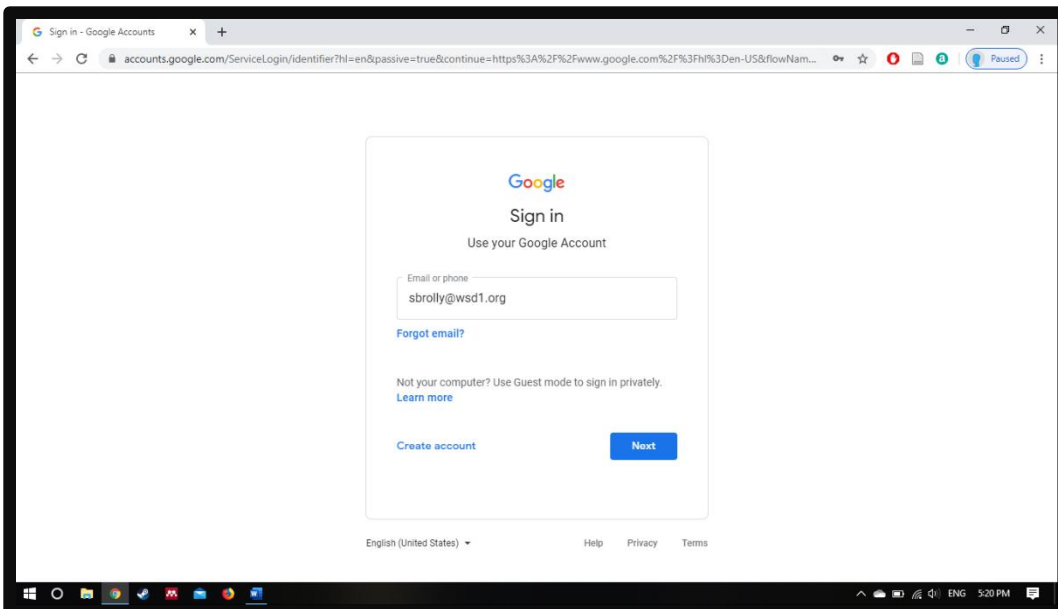 Sign in - Google Accounts
accounts.google.com/ServiceLogin/identifier?hl=en&passive=true&continue=https%3A%2F%2Fwww.google.com%2F%3Fhl%3Den-US&flowNam...
Paused
Google
Sign in
Use your Google Account
Email or phone
sbrolly@wsd1.org
Forgot email?
Not your computer? Use Guest mode to sign in privately.
Learn more
Create account
Next
English (United States)
Help Privacy Terms
ENG 5:20 PM